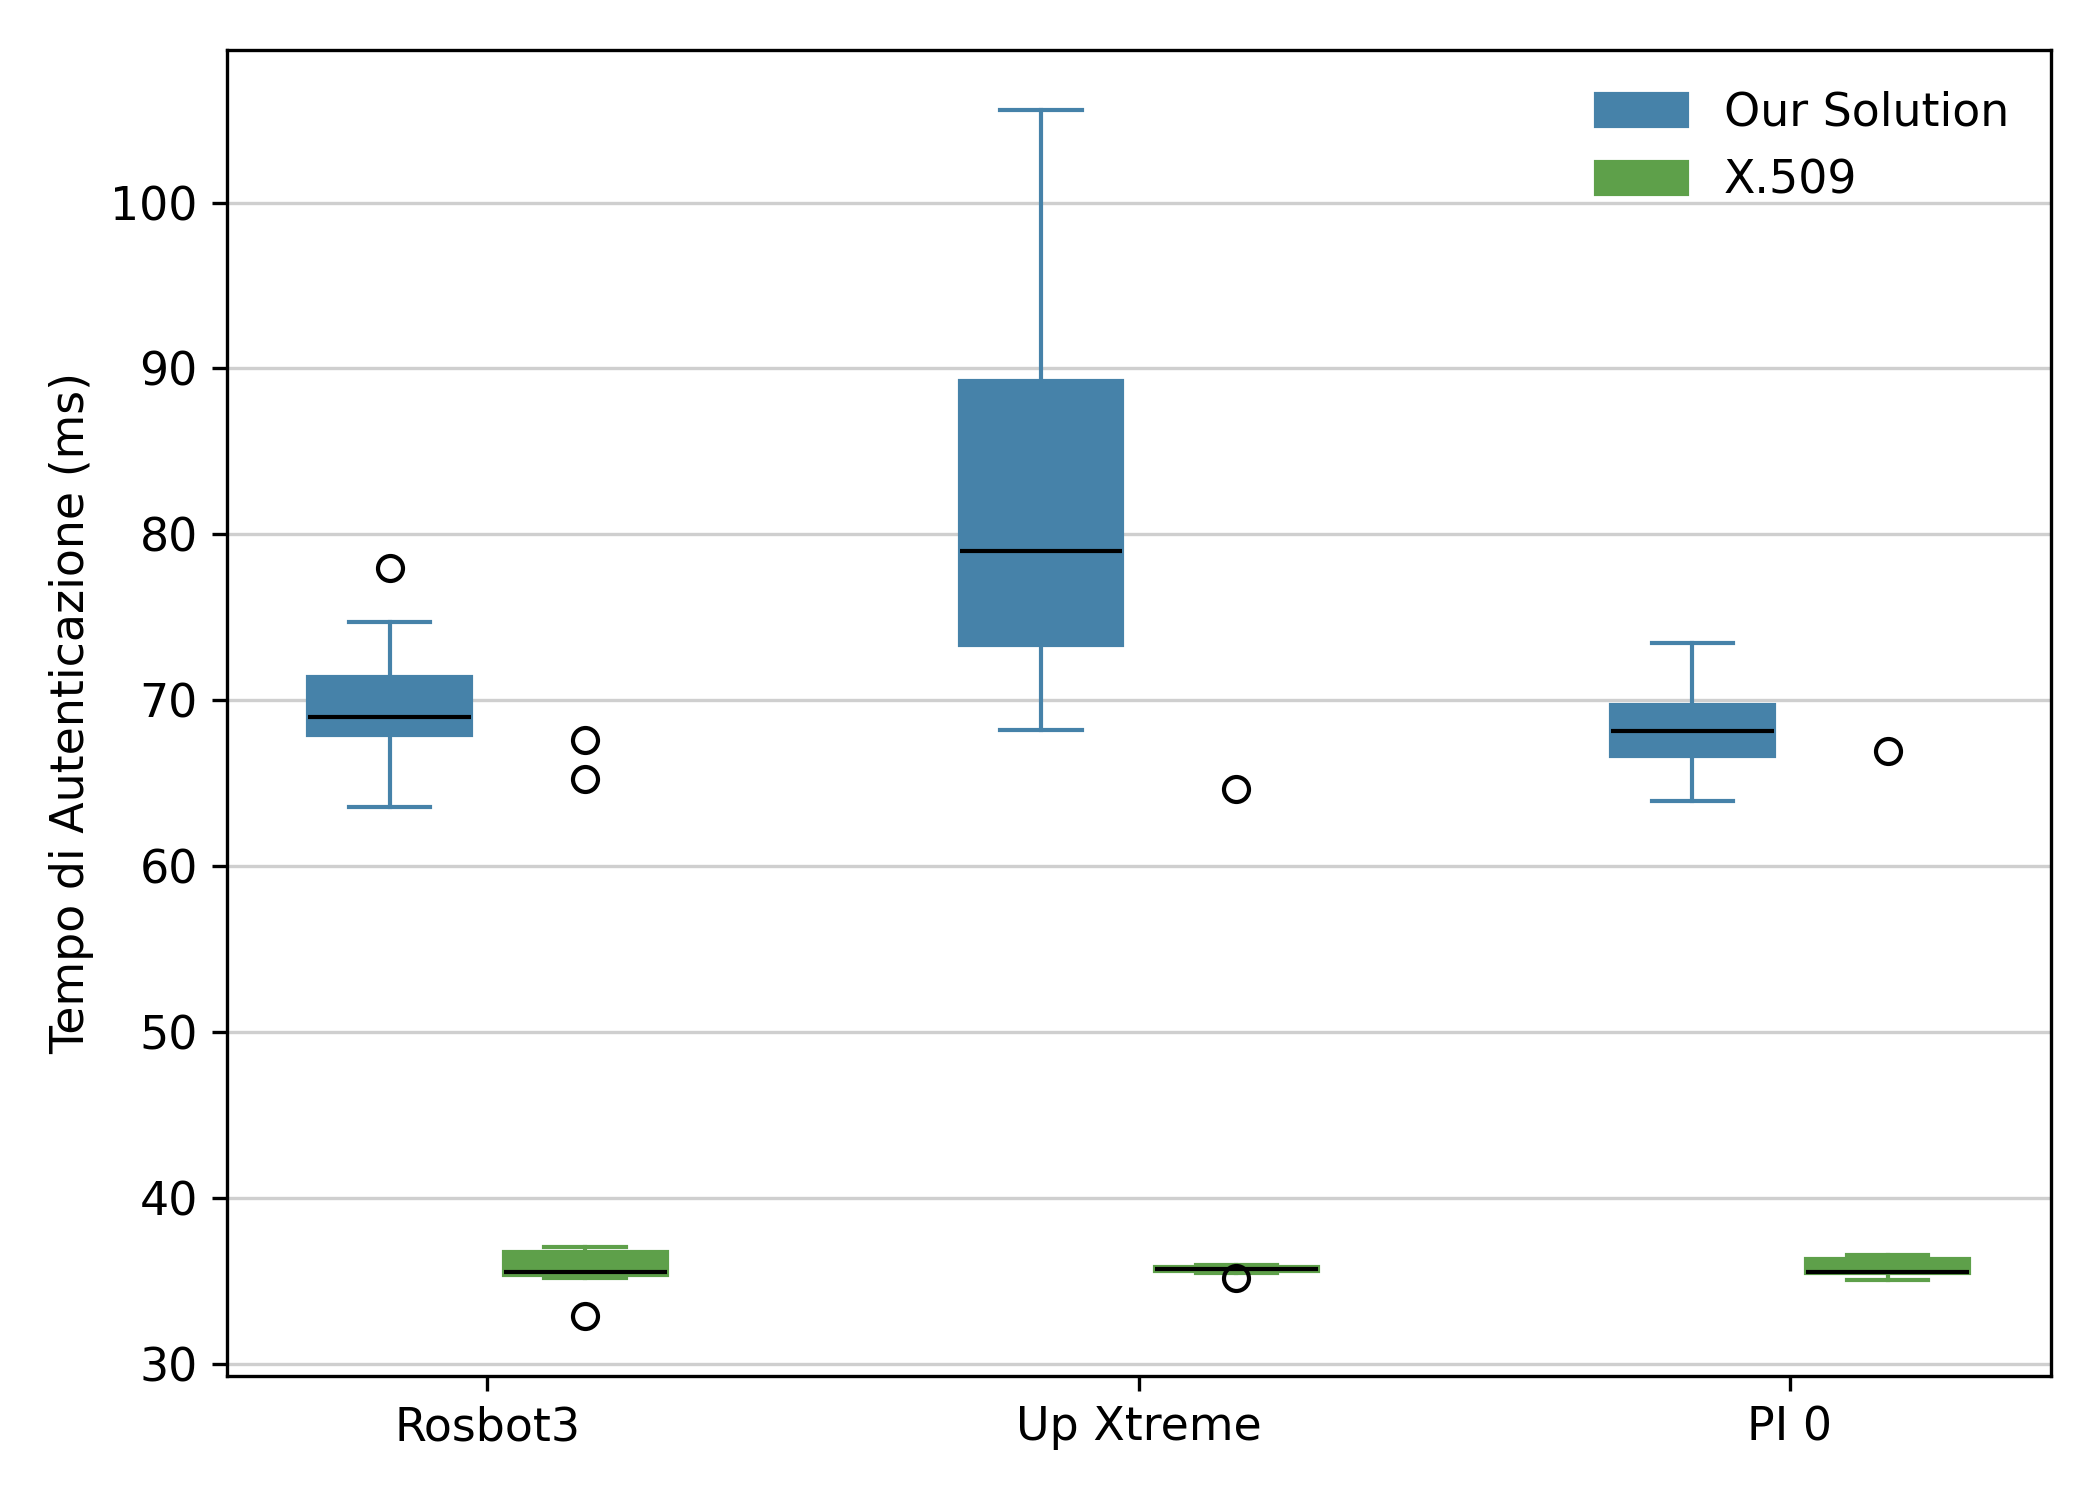 Our Solution
X.509
Tempo di Autenticazione (ms)
100
90
80
70
60
50
40
30
Rosbot3
Up Xtreme
PI 0